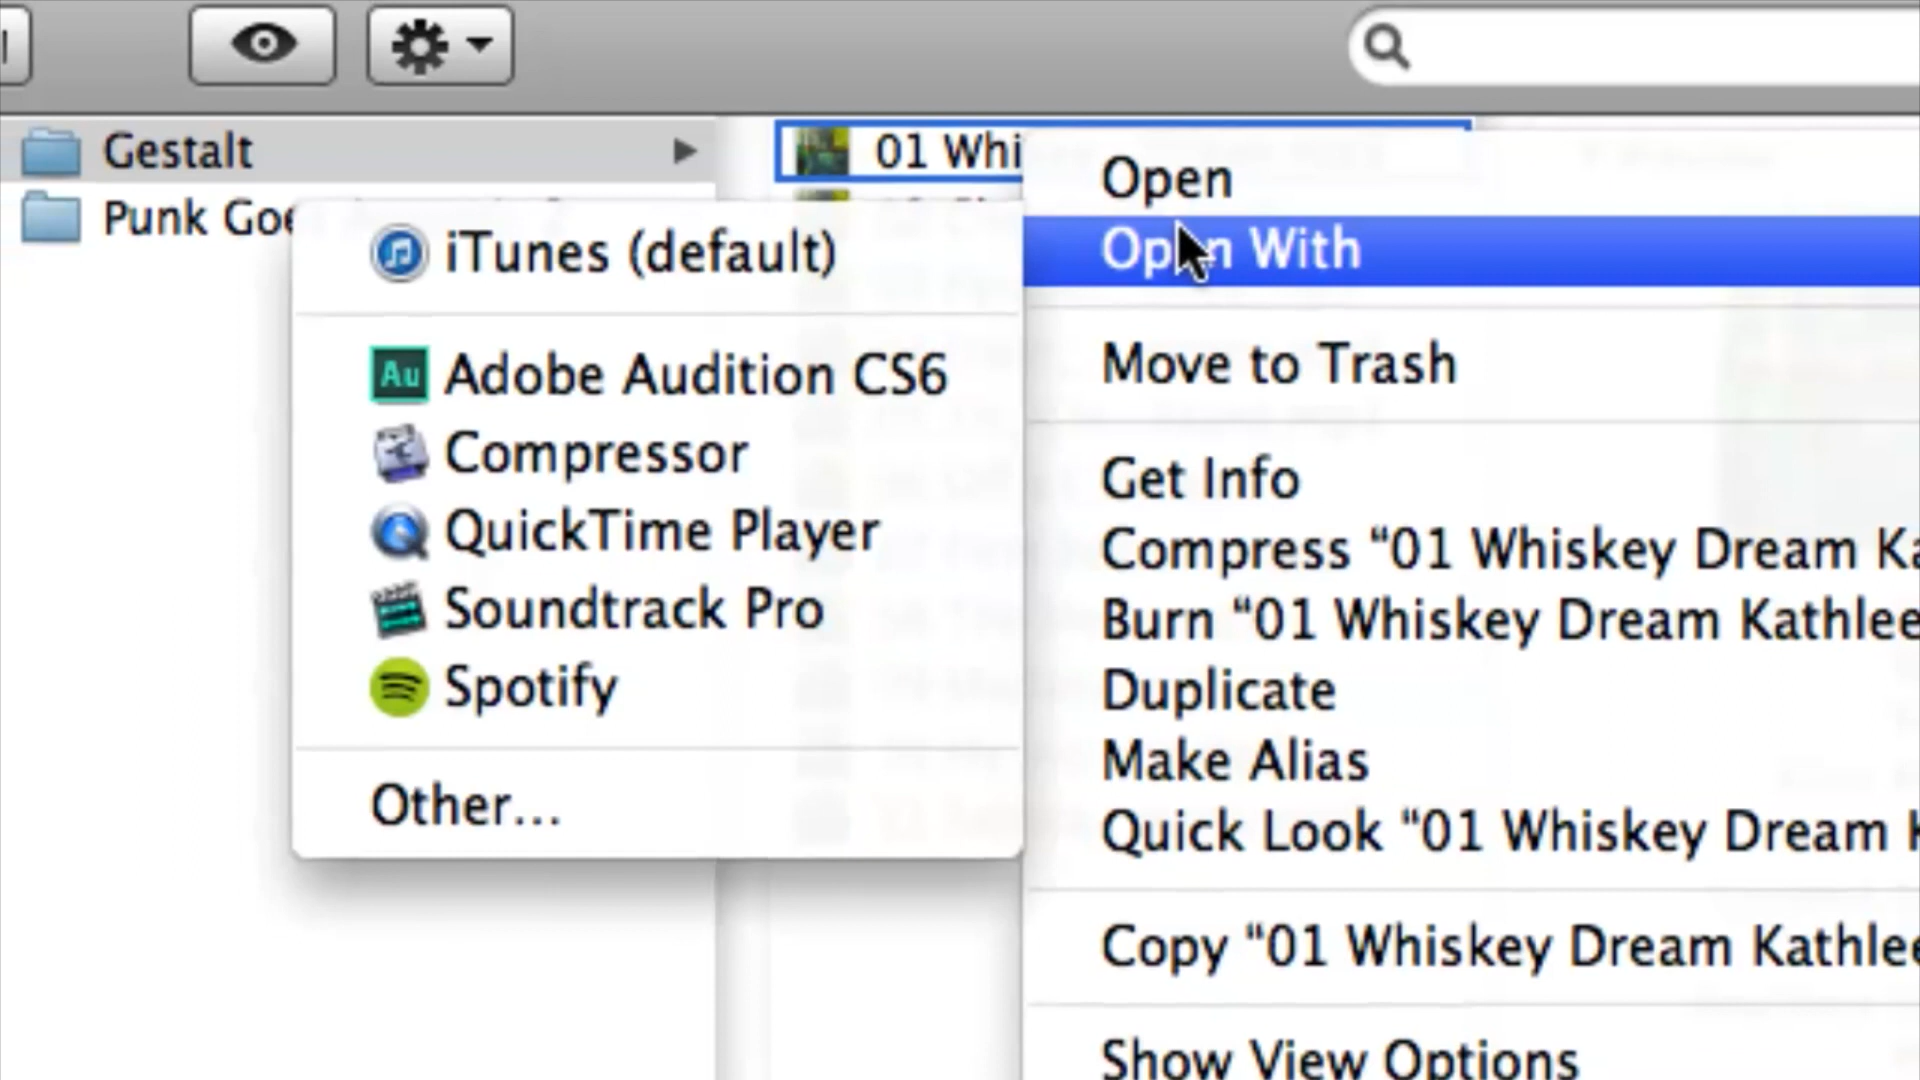 Gestalt
Punk Goe
01 Whi
Open
Open With
Move to Trash
Get Info
Compress “01 Whiskey Dream Ka
Burn “01 Whiskey Dream Kathlee
Duplicate
Make Alias
Quick Look “01 Whiskey Dream K
Copy “01 Whiskey Dream Kathlee
Show View Options
iTunes (default)
Au Adobe Audition CS6
Compressor
QuickTime Player
Soundtrack Pro
Spotify
Other...